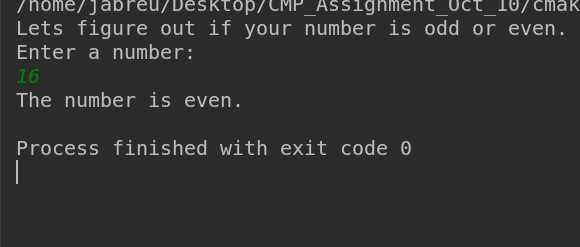 /home/jabreu/Desktop/CMP_Assignment_Oct_10/cmak
Lets figure out if your number is odd or even.
Enter a number:
16
The number is even.
Process finished with exit code 0